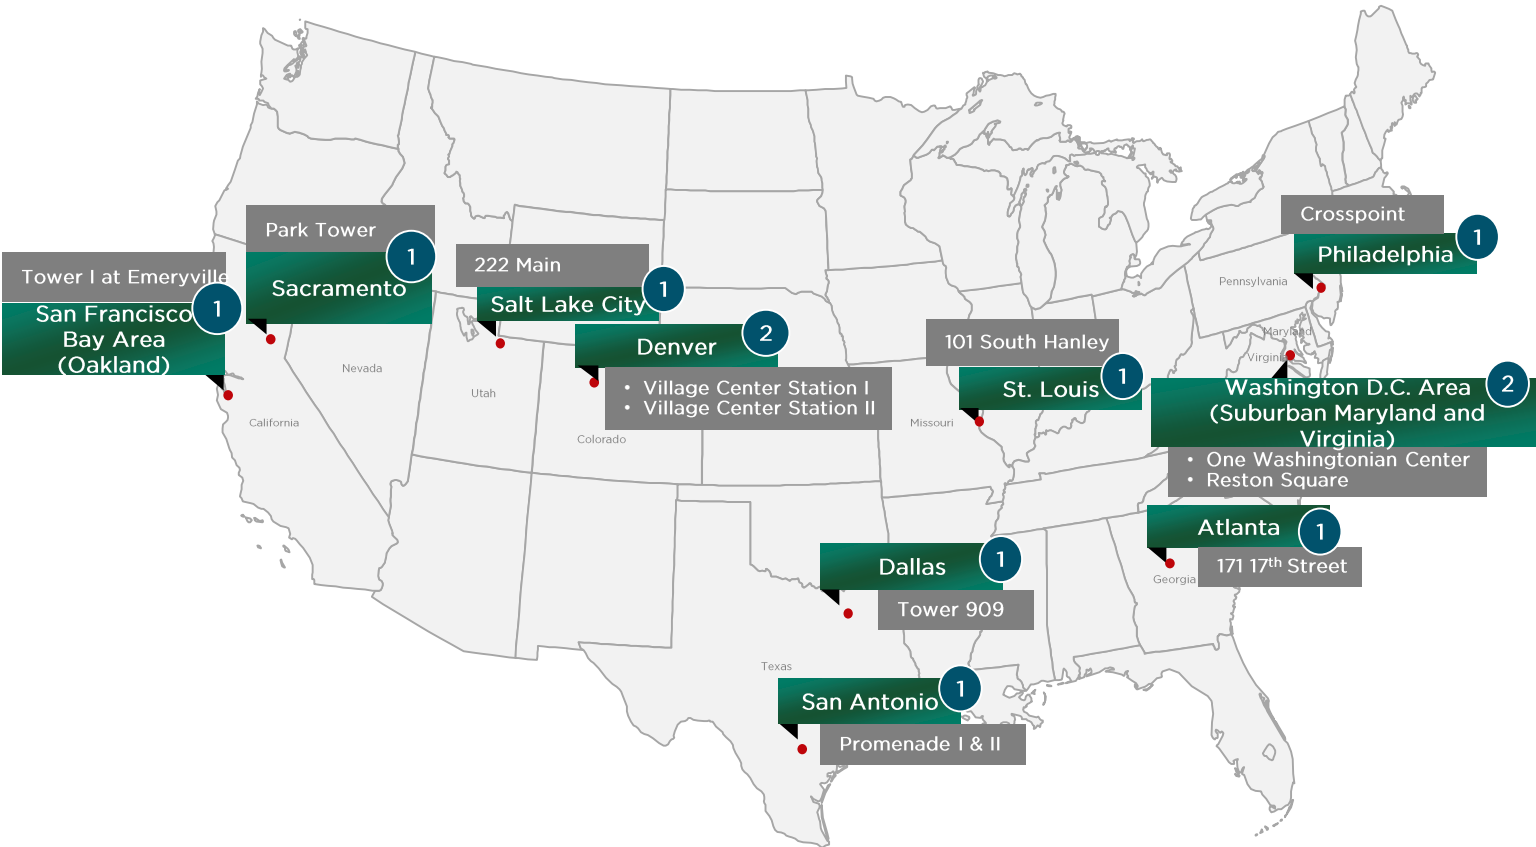 Park Tower
1
Sacramento
Tower I at Emeryville
1
San Francisco
Bay Area
(Oakland)
222 Main
1
Salt Lake City
2
Denver
• Village Center Station I
• Village Center Station II
Crosspoint
1
Philadelphia
Pennsylvania
Maryland
Virginia
101 South Hanley
1
St. Louis
2
Washington D.C. Area
(Suburban Maryland and
Virginia)
• One Washingtonian Center
• Reston Square
Nevada
Utah
California
Colorado
Missouri
Atlanta
1
171 17th Street
Georgia
1
Dallas
Tower 909
Texas
1
San Antonio
Promenade I & II